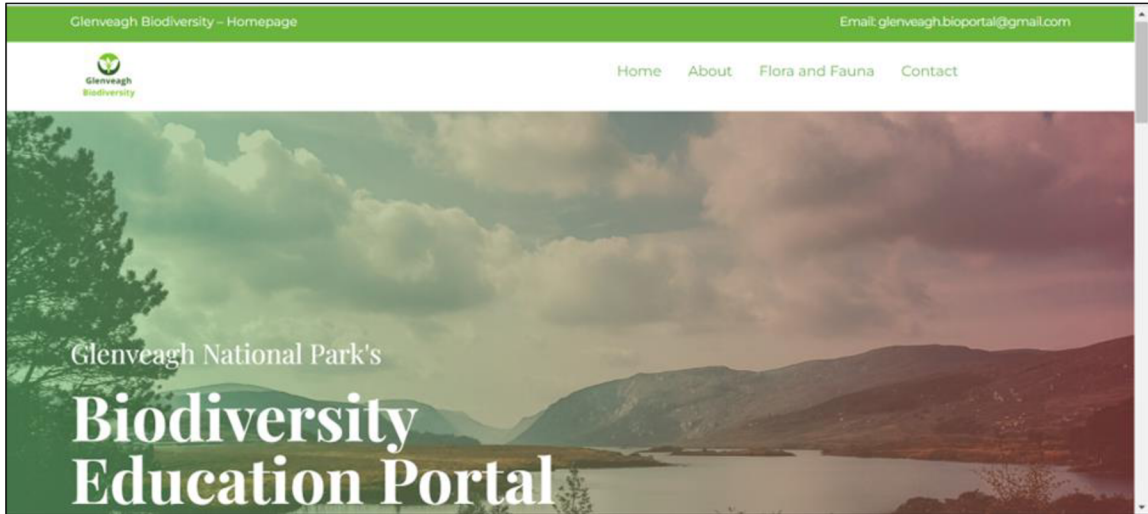 Glenveagh Biodiversity – Homepage
Email: glenveagh.bioportal@gmail.com
Glenveagh
Biodiversity
Home About Flora and Fauna Contact
Glenveagh National Park's
Biodiversity
Education Portal